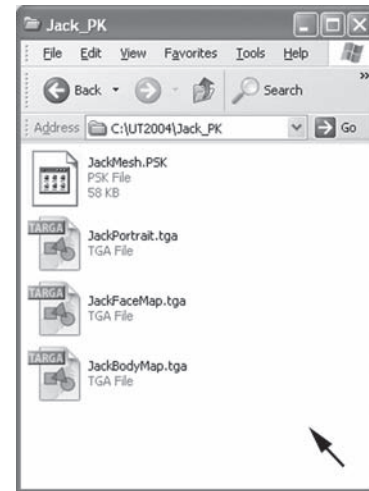 Jack_PK
File Edit View Favorites Tools Help
Back Search
Address C:\UT2004\Jack_PK Go
JackMesh.PSK
PSK File
58 KB
TARGA
JackPortrait.tga
TGA File
TARGA
JackFaceMap.tga
TGA File
TARGA
JackBodyMap.tga
TGA File